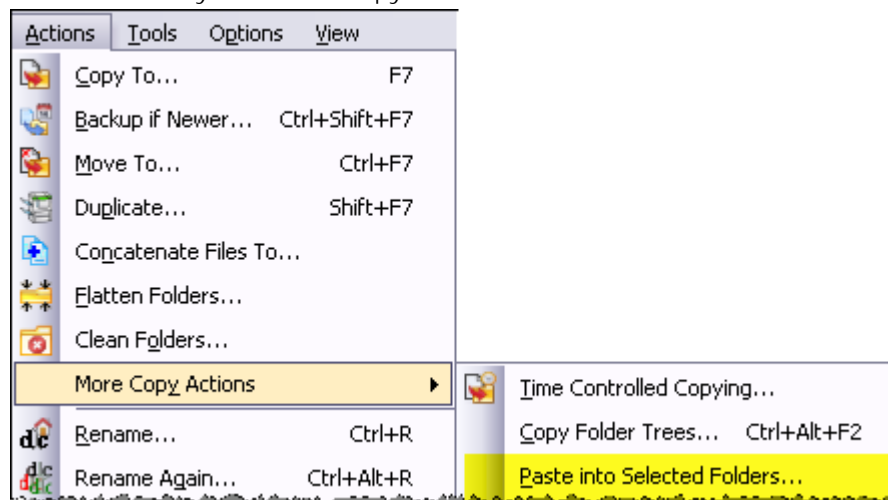 Actions Tools Options View
Copy To... F7
Backup if Newer... Ctrl+Shift+F7
Move To... Ctrl+F7
Duplicate... Shift+F7
Concatenate Files To...
Flatten Folders...
Clean Folders...
More Copy Actions
Time Controlled Copying...
Rename... Ctrl+R
Copy Folder Trees... Ctrl+Alt+F2
Rename Again... Ctrl+Alt+R
Paste into Selected Folders...